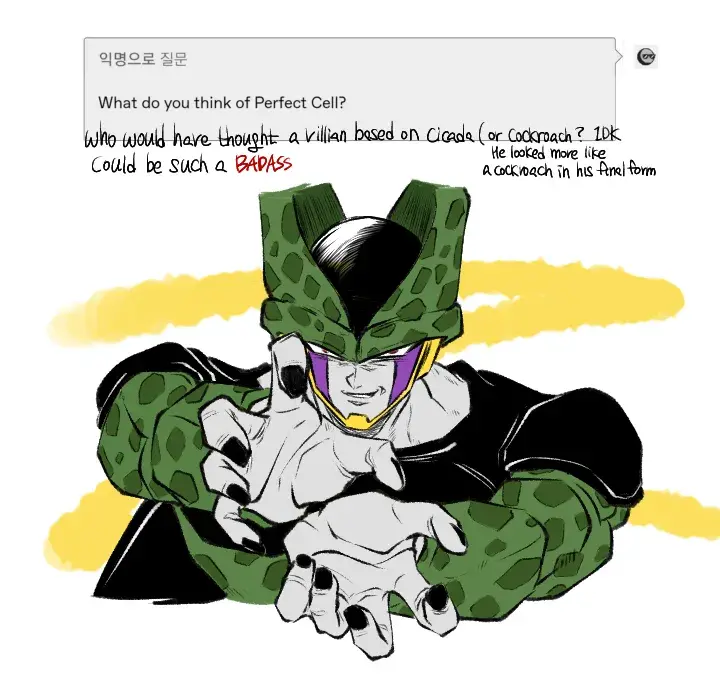 익명으로 질문
What do you think of Perfect Cell?
who would have thought a villian based on Cicada (or Cockroach? IDK
He looked more like
could be such a BADASS
a cockroach in his final form